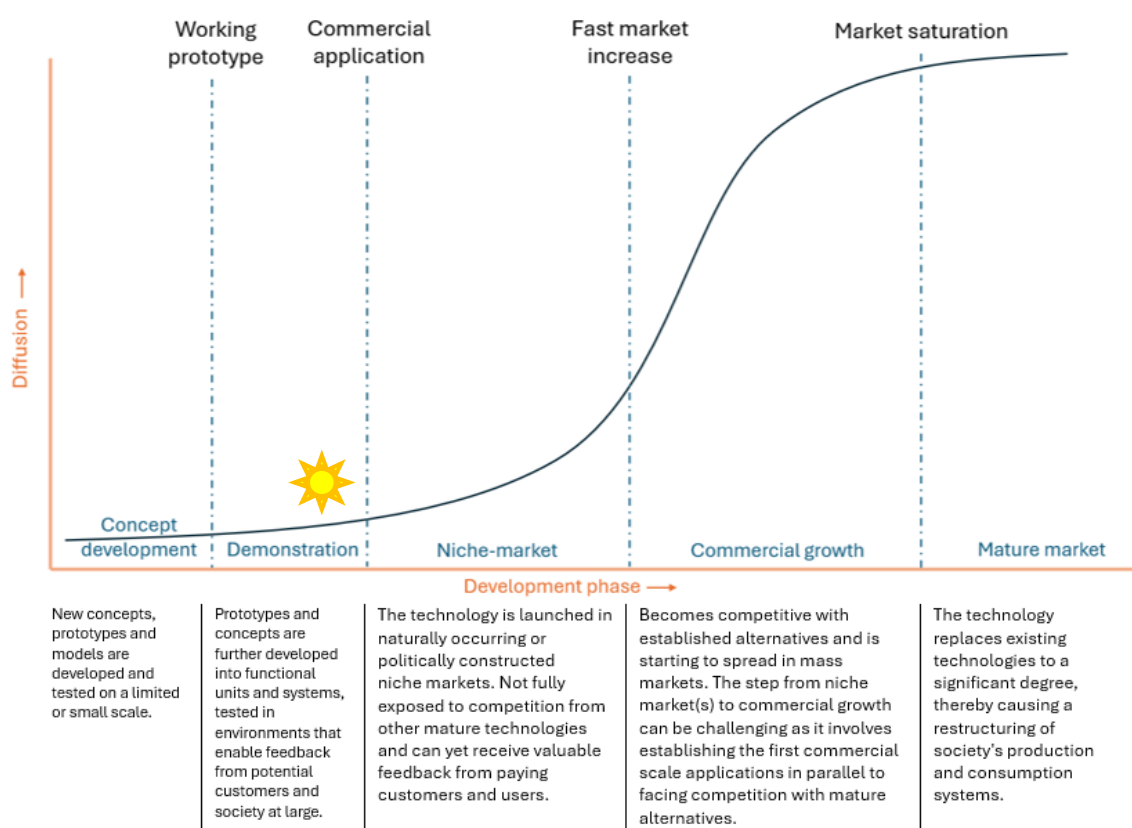 Working
prototype
Commercial
application
Fast market
increase
Market saturation
Diffusion
Concept
development
Demonstration
Niche-market
Commercial growth
Mature market
Development phase
New concepts,
prototypes and
models are
developed and
tested on a limited
or small scale.
Prototypes and
concepts are
further developed
into functional
units and systems,
tested in
environments that
enable feedback
from potential
customers and
society at large.
The technology is launched in
naturally occurring or
politically constructed
niche markets. Not fully
exposed to competition from
other mature technologies
and can yet receive valuable
feedback from paying
customers and users.
Becomes competitive with
established alternatives and is
starting to spread in mass
markets. The step from niche
market(s) to commercial growth
can be challenging as it involves
establishing the first commercial
scale applications in parallel to
facing competition with mature
alternatives.
The technology
replaces existing
technologies to a
significant degree,
thereby causing a
restructuring of
society's production
and consumption
systems.